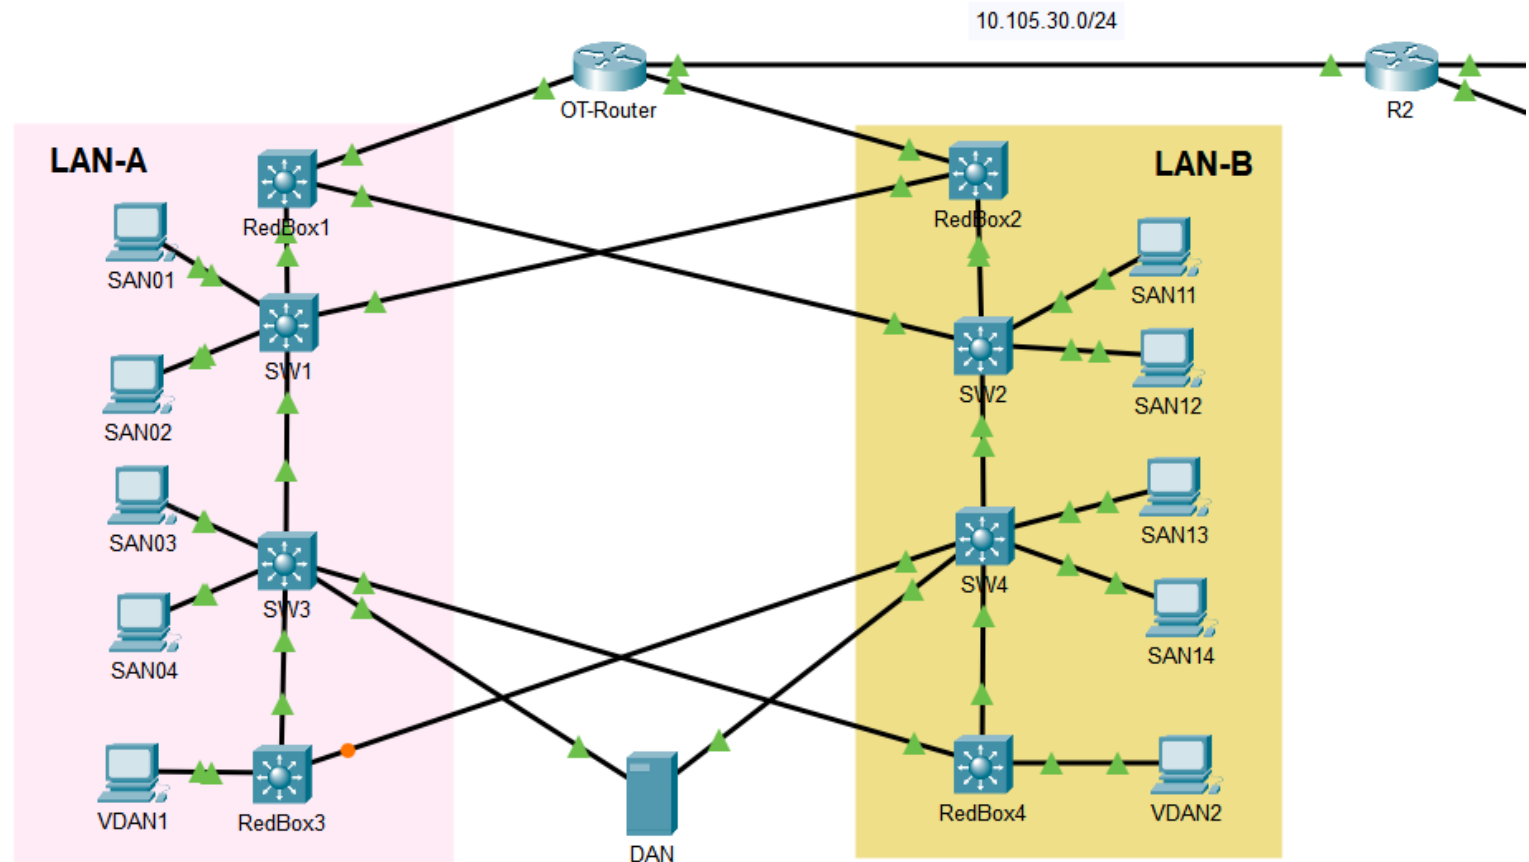 10.105.30.0/24
OT-Router
R2
LAN-A
LAN-B
RedBox1
RedBox2
SAN01
SAN11
SW1
SW2
SAN02
SAN12
SAN03
SAN13
SW3
SW4
SAN04
SAN14
VDAN1
RedBox3
RedBox4
VDAN2
DAN